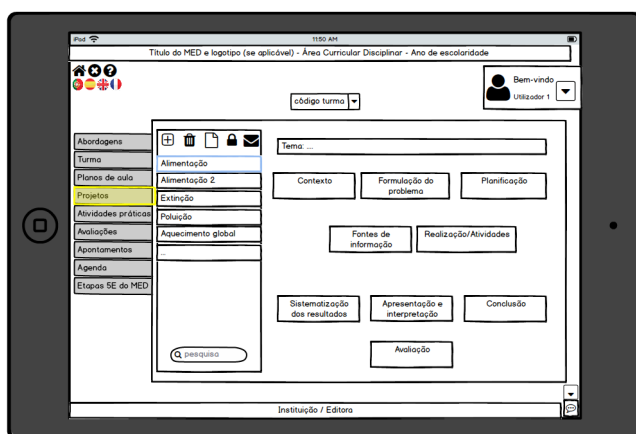 iPad
11:50 AM
Título do MED e logotipo (se aplicável) - Área Curricular Disciplinar - Ano de escolaridade
Bem-vindo
Utilizador 1
código turma
Abordagens
Turma
Planos de aula
Projetos
Atividades práticas
Avaliações
Apontamentos
Agenda
Etapas 5E do MED
Alimentação
Alimentação 2
Extinção
Poluição
Aquecimento global
...
pesquisa
Tema: ...
Contexto
Formulação do
problema
Planificação
Fontes de
informação
Realização/Atividades
Sistematização
dos resultados
Apresentação e
interpretação
Conclusão
Avaliação
Instituição / Editora